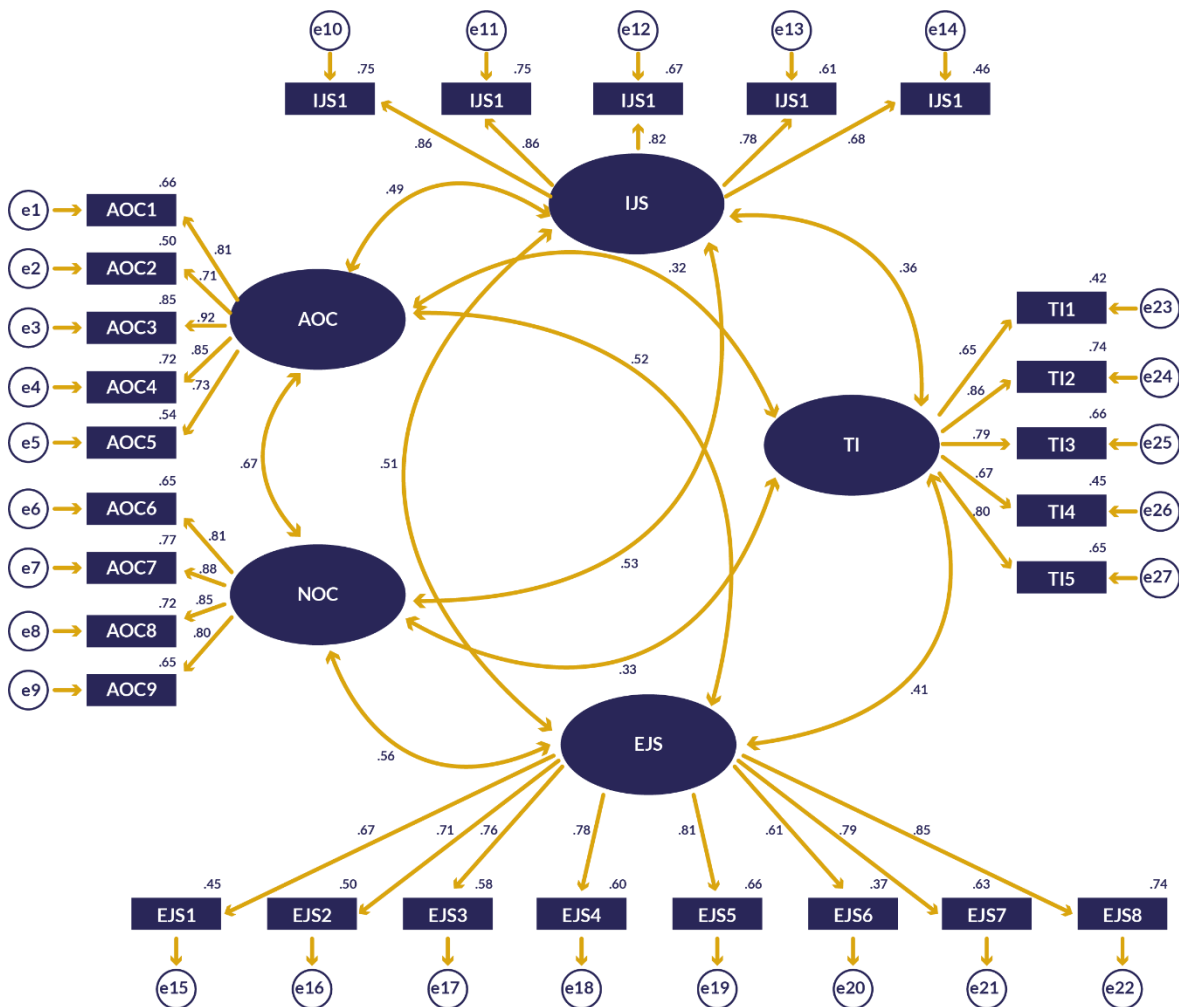 e10 e11 e12 e13 e14
.75 .75 .67 .61 .46
IJS1 IJS1 IJS1 IJS1 IJS1
.86 .86 .82 .78 .68
IJS
.49
.32
.36
.66
e1 AOC1
.81
.50
e2 AOC2
.71
.85
e3 AOC3
.92
.72
e4 AOC4
.85
.73
.54
e5 AOC5
AOC
.67
.51
.52
.53
.33
.65
e6 AOC6
.81
.77
e7 AOC7
.88
.72
e8 AOC8
.85
.80
.65
e9 AOC9
NOC
TI
.42
TI1 e23
.65
.74
TI2 e24
.86
.66
TI3 e25
.79
.67
.45
TI4 e26
.80
.65
TI5 e27
.41
.56
EJS
.67 .71 .76 .78 .81 .61 .79 .85
.45 .50 .58 .60 .66 .37 .63 .74
EJS1 EJS2 EJS3 EJS4 EJS5 EJS6 EJS7 EJS8
e15 e16 e17 e18 e19 e20 e21 e22